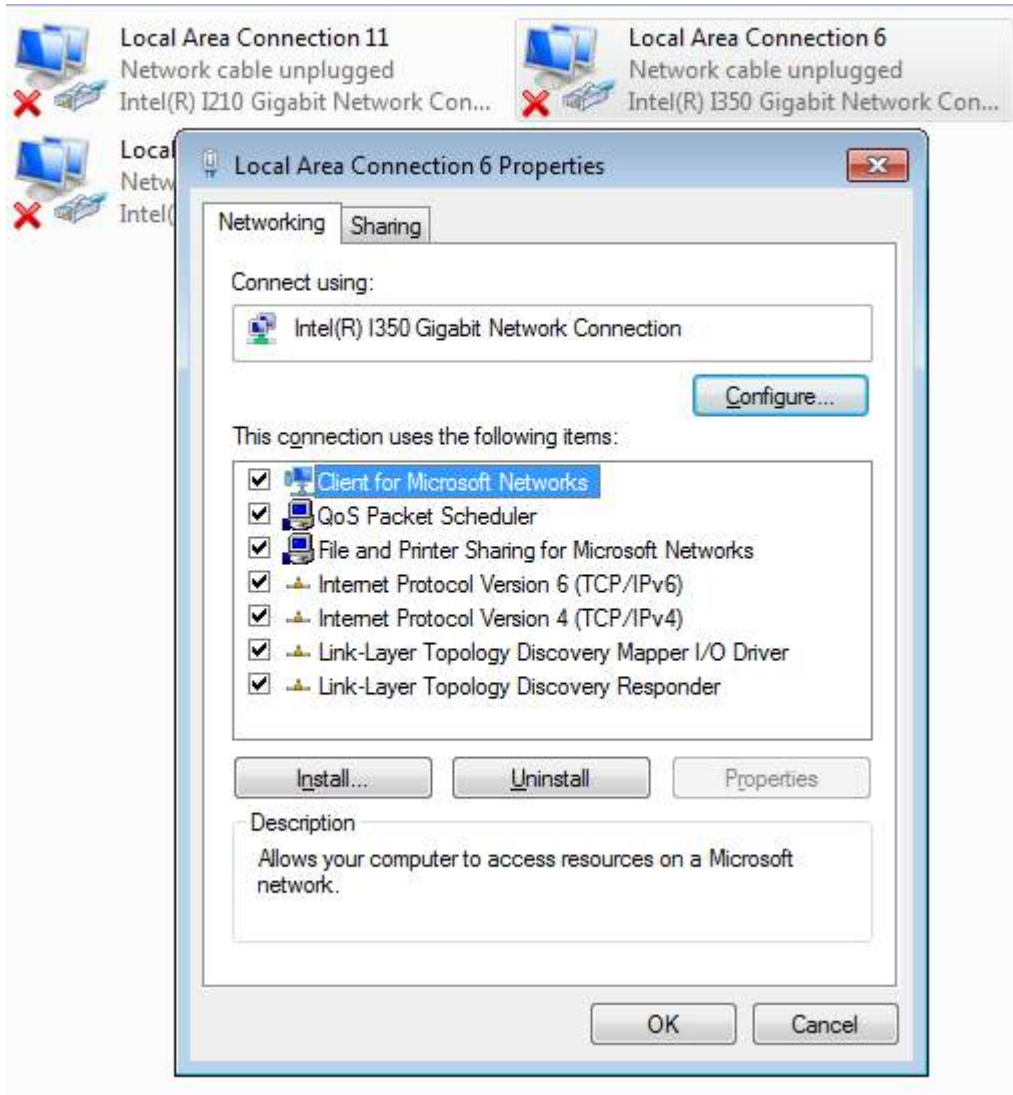 Local Area Connection 11
Network cable unplugged
Intel(R) I210 Gigabit Network Con...
Local Area Connection 6
Network cable unplugged
Intel(R) I350 Gigabit Network Con...
Local
Netw
Intel(
Local Area Connection 6 Properties
Networking
Sharing
Connect using:
Intel(R) I350 Gigabit Network Connection
Configure...
This connection uses the following items:
Client for Microsoft Networks
QoS Packet Scheduler
File and Printer Sharing for Microsoft Networks
Internet Protocol Version 6 (TCP/IPv6)
Internet Protocol Version 4 (TCP/IPv4)
Link-Layer Topology Discovery Mapper I/O Driver
Link-Layer Topology Discovery Responder
Install...
Uninstall
Properties
Description
Allows your computer to access resources on a Microsoft
network.
OK
Cancel